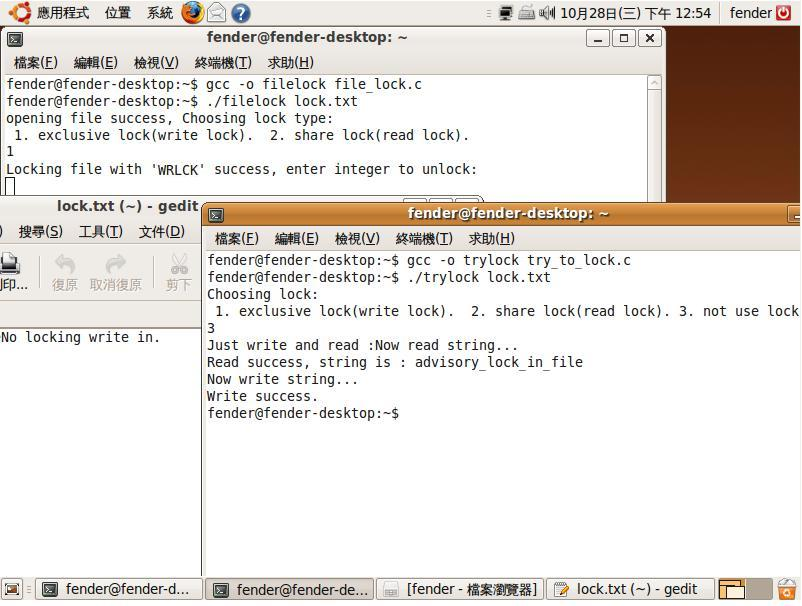 應用程式 位置 系統 10月28日(三) 下午 12:54 fender
fender@fender-desktop: ~
檔案(F) 編輯(E) 檢視(V) 終端機(T) 求助(H)
fender@fender-desktop:~$ gcc -o filelock file_lock.c
fender@fender-desktop:~$ ./filelock lock.txt
opening file success, Choosing lock type:
1. exclusive lock(write lock).  2. share lock(read lock).
1
Locking file with 'WRLCK' success, enter integer to unlock:
lock.txt (~) - gedit
) 搜尋(S) 工具(T) 文件(D)
印... 復原 取消復原 剪下
No locking write in.
fender@fender-desktop: ~
檔案(F) 編輯(E) 檢視(V) 終端機(T) 求助(H)
fender@fender-desktop:~$ gcc -o trylock try_to_lock.c
fender@fender-desktop:~$ ./trylock lock.txt
Choosing lock:
1. exclusive lock(write lock).  2. share lock(read lock). 3. not use lock
3
Just write and read :Now read string...
Read success, string is : advisory_lock_in_file
Now write string...
Write success.
fender@fender-desktop:~$
fender@fender-d... fender@fender-de... [fender - 檔案瀏覽器] lock.txt (~) - gedit